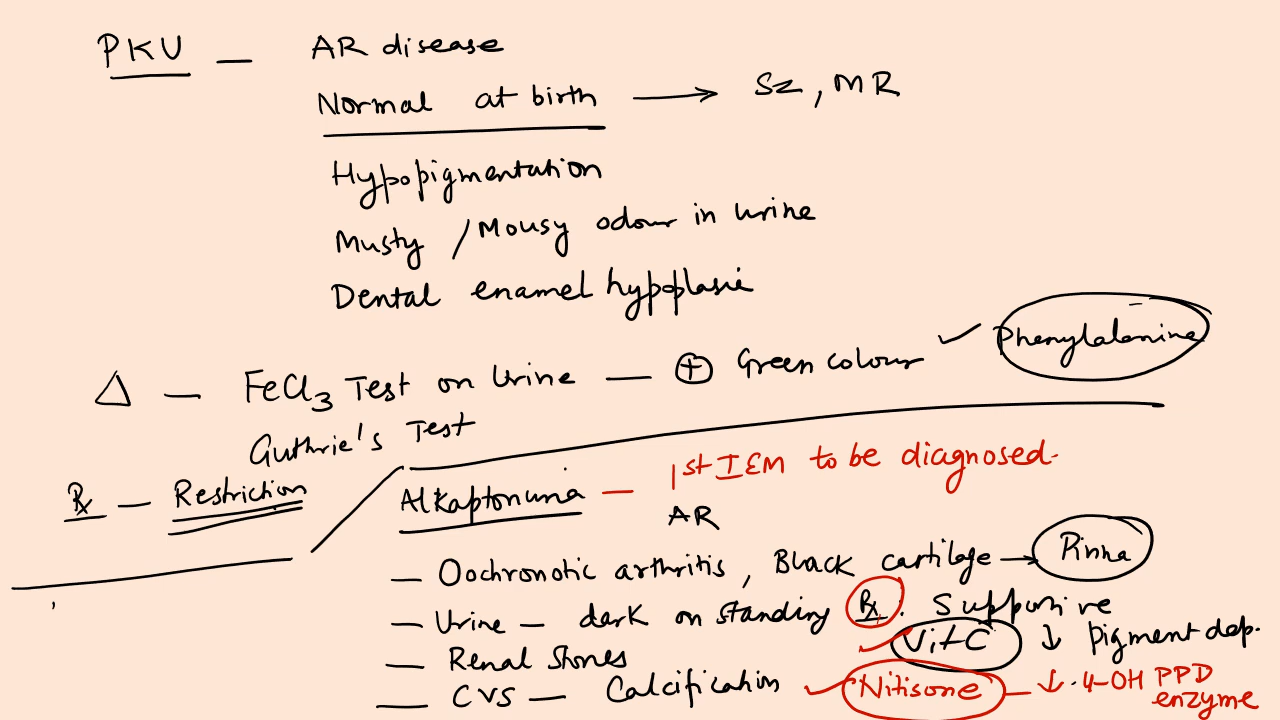 PKU — AR disease
Normal at birth → SZ, MR
Hypopigmentation
Musty / Mousy odour in urine
Dental enamel hypoplasia
Δ — FeCl3 Test on Urine — ⊕ Green colour ✓ Phenylalanine
Guthrie's Test
Rx — Restriction
Alkaptonuria — 1st IEM to be diagnosed.
AR
— Oochronotic arthritis, Black cartilage → Pinna
— Urine — dark on standing
— Renal Stones
— CVS — Calcification
Rx. Supportive
✓ Vit C ↓ pigment dep.
✓ Nitisone — ↓ 4-OH PPD enzyme